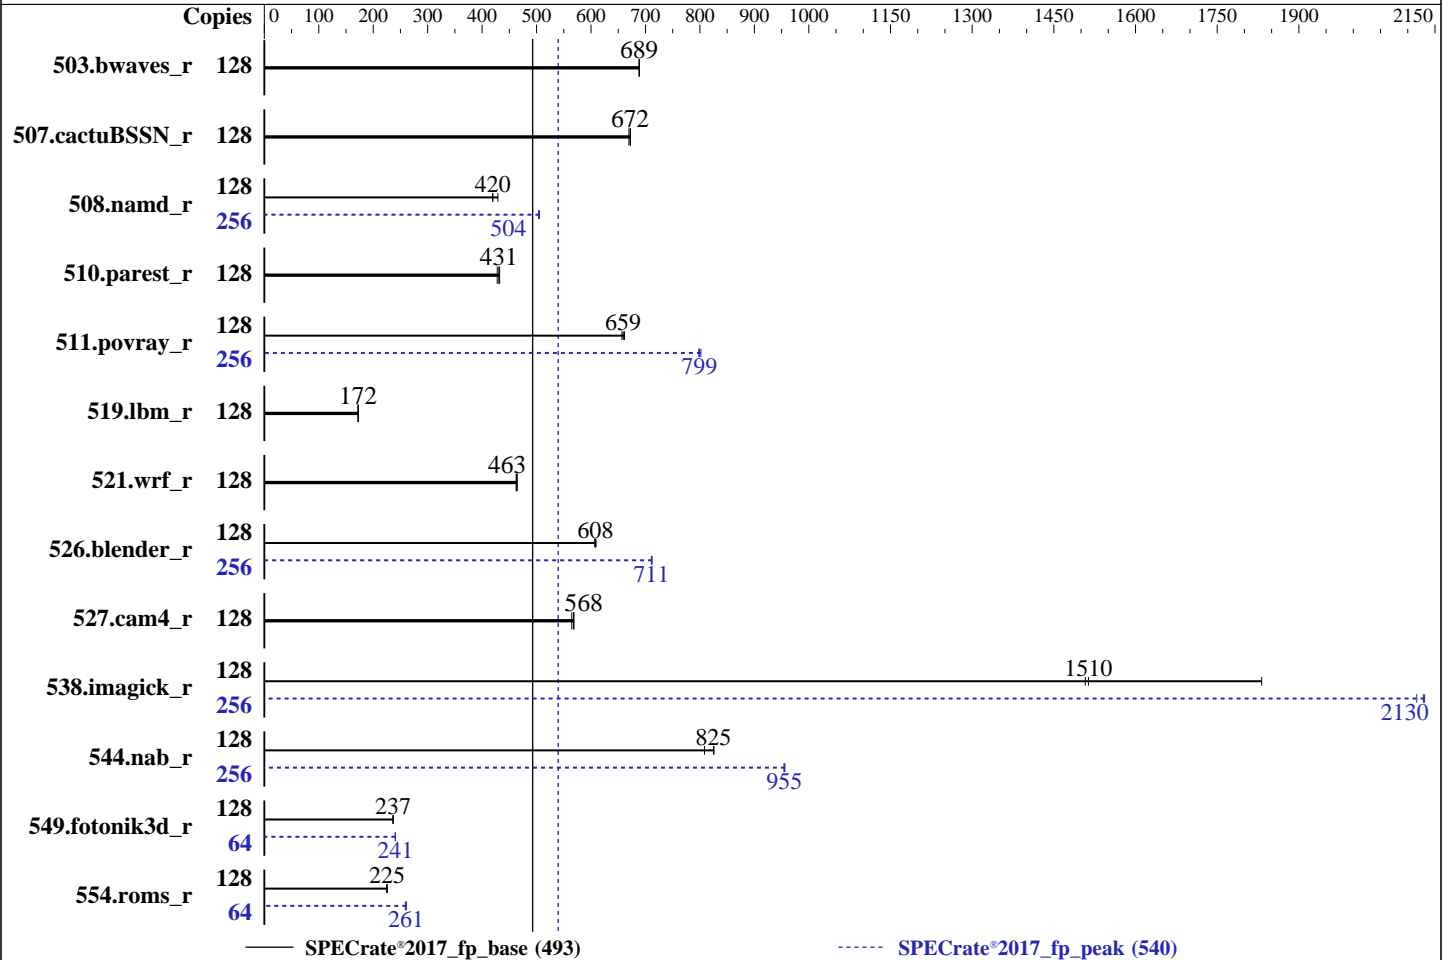 Copies 0 100 200 300 400 500 600 700 800 900 1000 1150 1300 1450 1600 1750 1900 2150
503.bwaves_r 128 689
507.cactuBSSN_r 128 672
508.namd_r 128 420
256 504
510.parest_r 128 431
511.povray_r 128 659
256 799
519.lbm_r 128 172
521.wrf_r 128 463
526.blender_r 128 608
256 711
527.cam4_r 128 568
538.imagick_r 128 1510
256 2130
544.nab_r 128 825
256 955
549.fotonik3d_r 128 237
64 241
554.roms_r 128 225
64 261
SPECrate®2017_fp_base (493) SPECrate®2017_fp_peak (540)